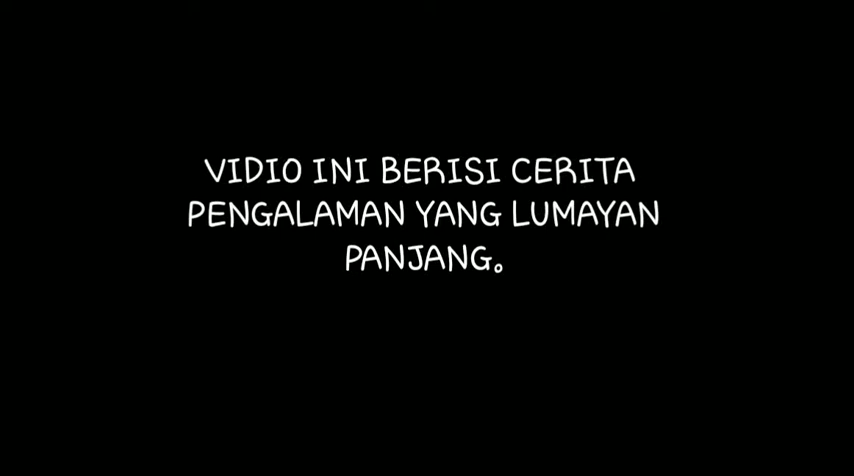 VIDIO INI BERISI CERITA
PENGALAMAN YANG LUMAYAN
PANJANG.